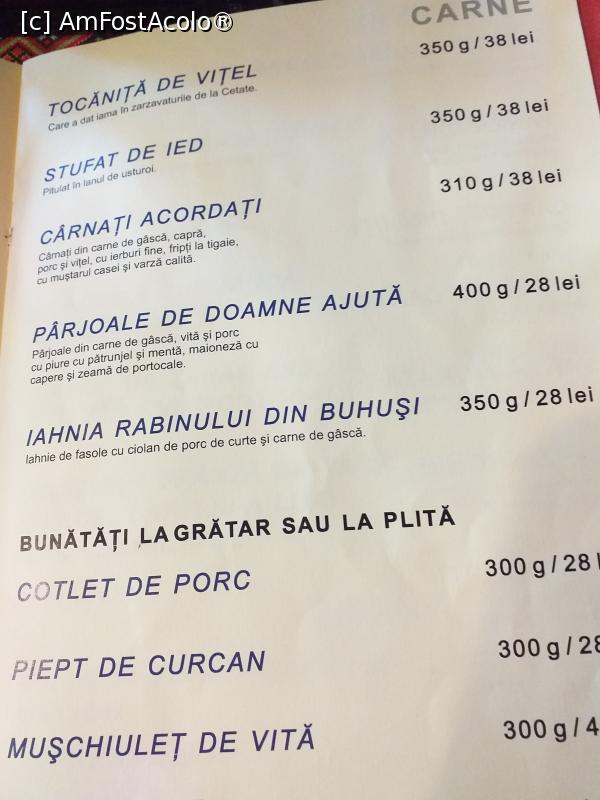 [c] AmFostAcolo®
CARNE
TOCĂNIȚĂ DE VIȚEL 350 g / 38 lei
Care a dat iama în zarzavaturile de la Cetate.
STUFAT DE IED 350 g / 38 lei
Pitulat în lanul de usturoi.
CÂRNAȚI ACORDAȚI 310 g / 38 lei
Cârnați din carne de gâscă, capră,
porc și vițel, cu ierburi fine, fripți la tigaie,
cu muștarul casei și varză călită.
PÂRJOALE DE DOAMNE AJUTĂ 400 g / 28 lei
Pârjoale din carne de gâscă, vită și porc
cu piure cu pătrunjel și mentă, maioneză cu
capere și zeamă de portocale.
IAHNIA RABINULUI DIN BUHUŞI 350 g / 28 lei
Iahnie de fasole cu ciolan de porc de curte și carne de gâscă.
BUNĂTĂȚI LA GRĂTAR SAU LA PLITĂ
COTLET DE PORC 300 g / 28 l
PIEPT DE CURCAN 300 g / 28
MUŞCHIULEȚ DE VITĂ 300 g / 4